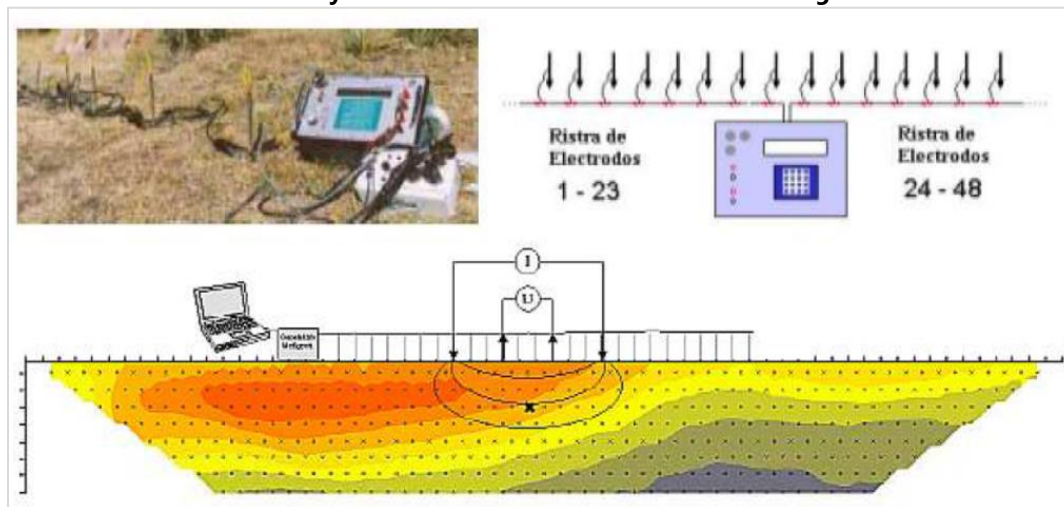 Ristra de
Electrodos
1 - 23
Ristra de
Electrodos
24 - 48
I
U